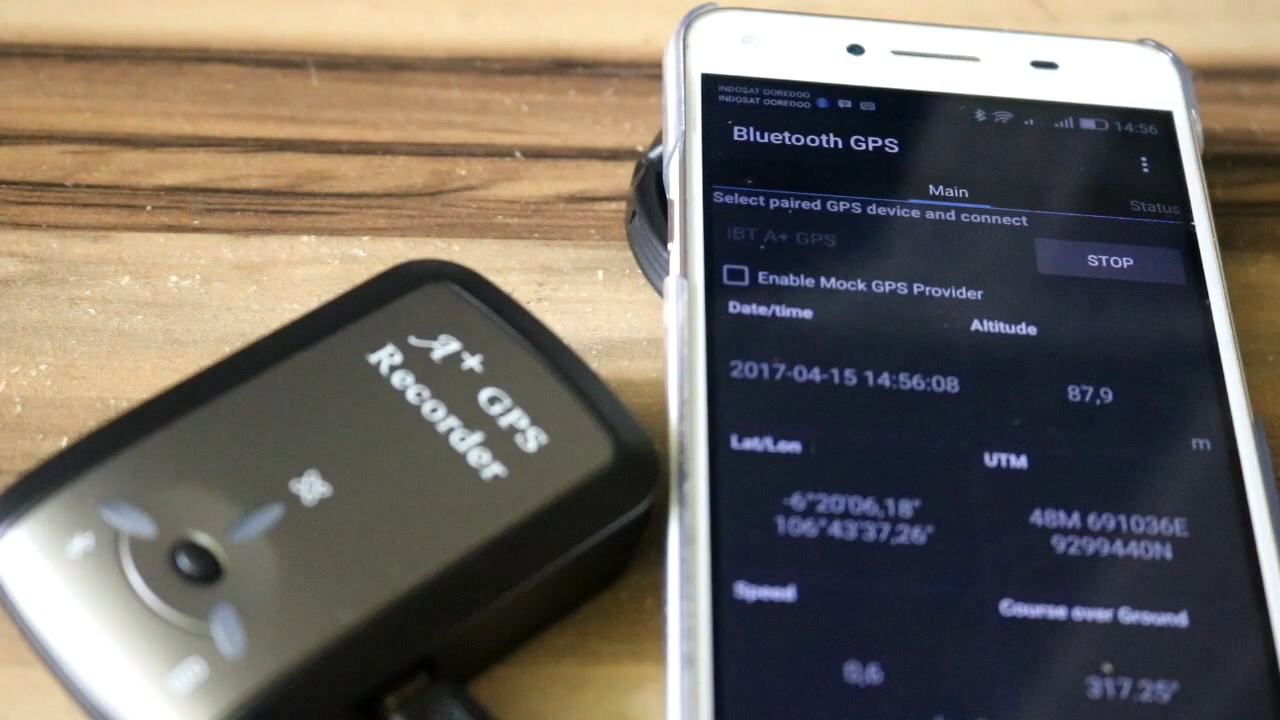 A+ GPS
Recorder
INDOSAT OOREDOO
INDOSAT OOREDOO
14:56
Bluetooth GPS
Main
Status
Select paired GPS device and connect
iBT A+ GPS
STOP
Enable Mock GPS Provider
Date/time
Altitude
2017-04-15 14:56:08
87,9
m
Lat/Lon
UTM
-6°20'06,18"
106°43'37,26"
48M 691036E
9299440N
Speed
Course over Ground
0,6
317,25°